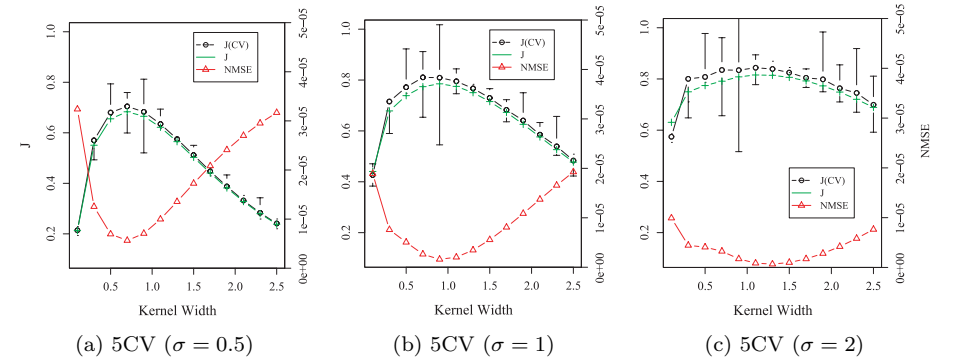 J
1.0
0.8
0.6
0.4
0.2
0.5 1.0 1.5 2.0 2.5
Kernel Width
0e+00 1e-05 2e-05 3e-05 4e-05 5e-05
J(CV)
J
NMSE
(a) 5CV (σ = 0.5)
1.0
0.8
0.6
0.4
0.2
0.5 1.0 1.5 2.0 2.5
Kernel Width
0e+00 1e-05 2e-05 3e-05 4e-05 5e-05
J(CV)
J
NMSE
(b) 5CV (σ = 1)
1.0
0.8
0.6
0.4
0.2
0.5 1.0 1.5 2.0 2.5
Kernel Width
0e+00 1e-05 2e-05 3e-05 4e-05 5e-05
NMSE
J(CV)
J
NMSE
(c) 5CV (σ = 2)